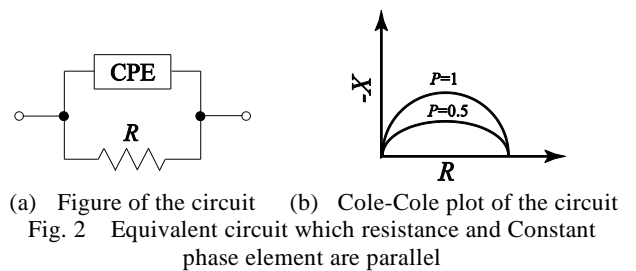 CPE
R
-X
P=1
P=0.5
R
(a) Figure of the circuit
(b) Cole-Cole plot of the circuit
Fig. 2 Equivalent circuit which resistance and Constant
phase element are parallel